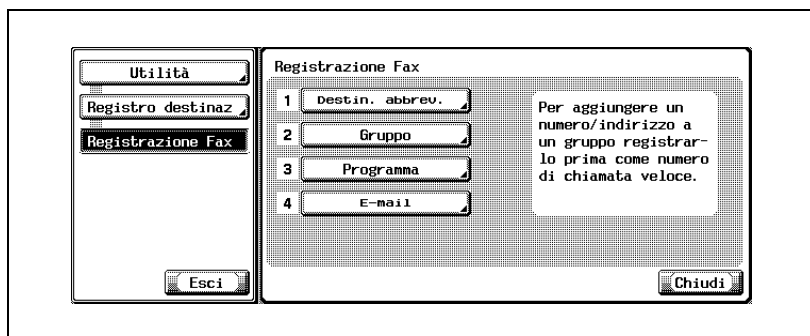 Utilità
Registro destinaz
Registrazione Fax
Esci
Registrazione Fax
1 Destin. abbrev.
2 Gruppo
3 Programma
4 E-mail
Per aggiungere un
numero/indirizzo a
un gruppo registrar-
lo prima come numero
di chiamata veloce.
Chiudi